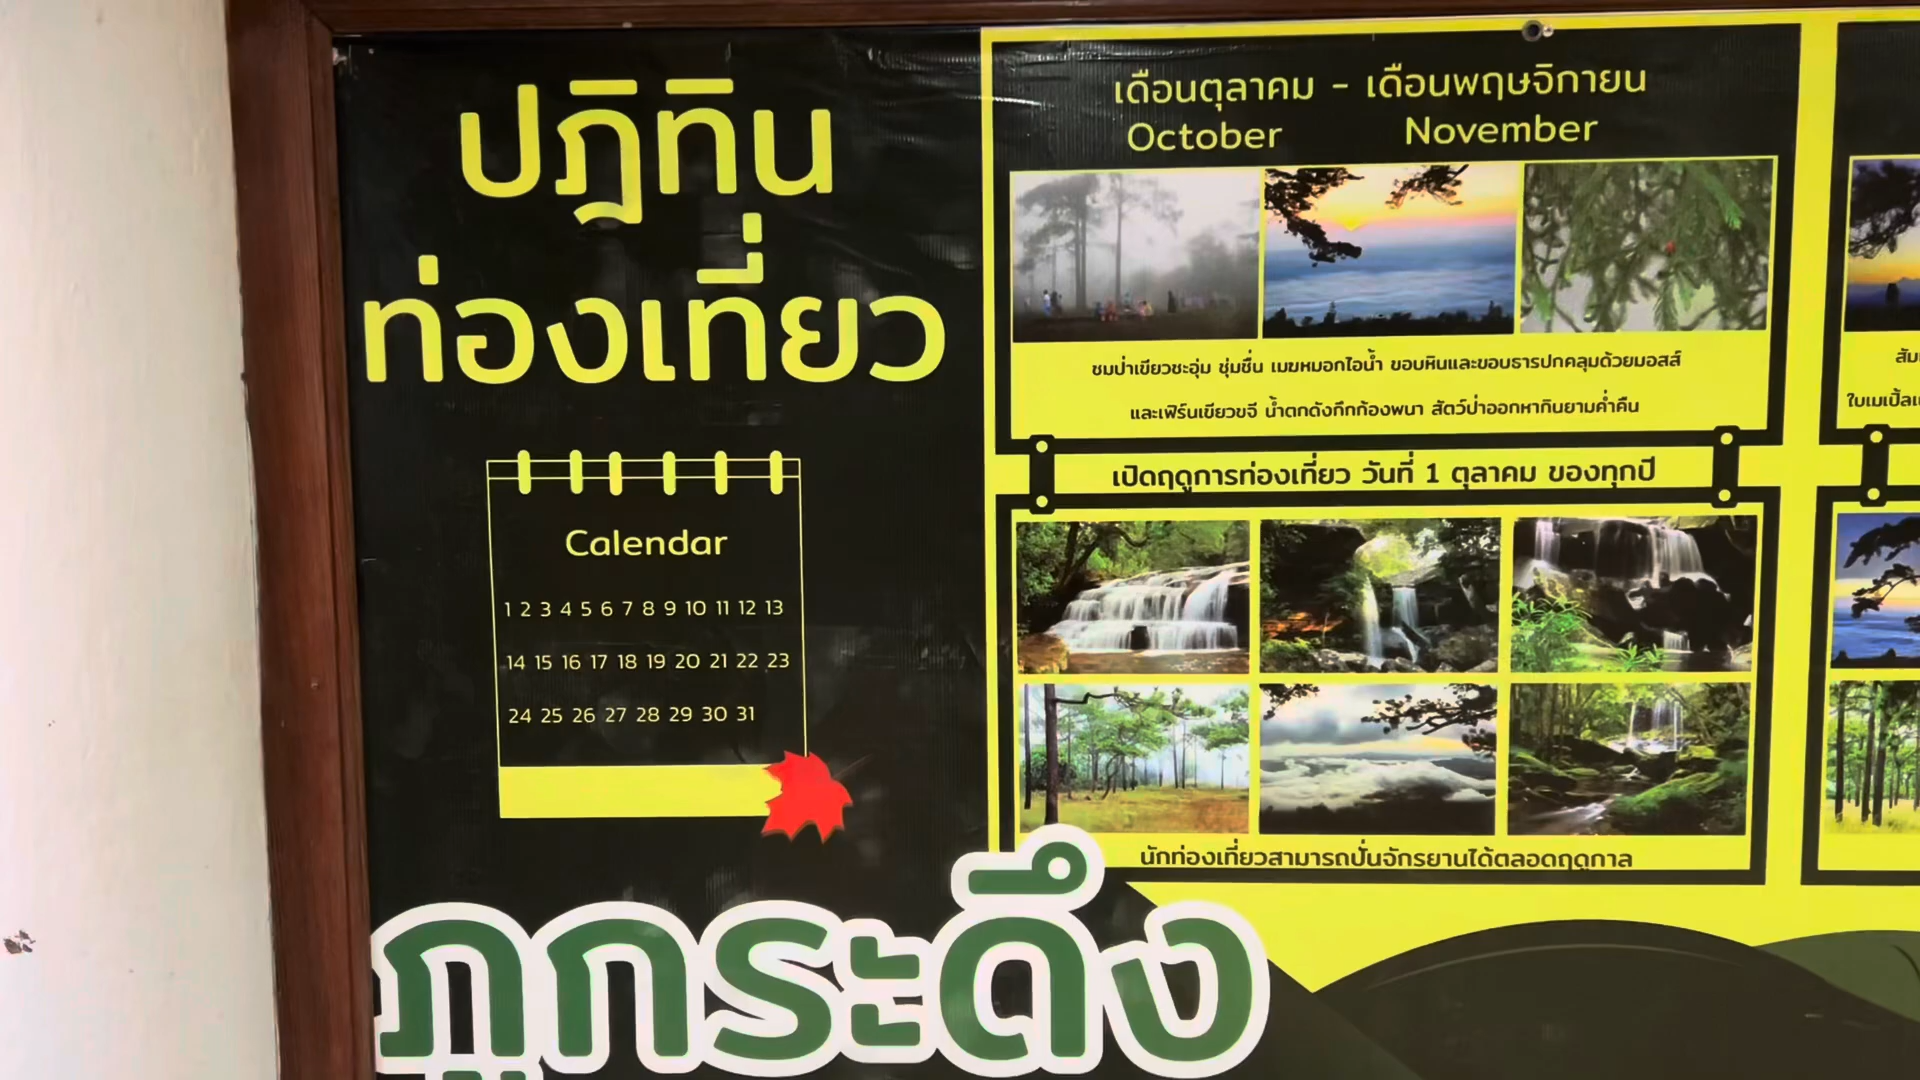 ปฏิทิน
ท่องเที่ยว
Calendar
1 2 3 4 5 6 7 8 9 10 11 12 13
14 15 16 17 18 19 20 21 22 23
24 25 26 27 28 29 30 31
ภูกระดึง
เดือนตุลาคม - เดือนพฤษจิกายน
October November
ชมป่าเขียวชะอุ่ม ชุ่มชื่น เมฆหมอกไอน้ำ ขอบหินและขอบธารปกคลุมด้วยมอสส์
และเฟิร์นเขียวขจี น้ำตกดังกึกก้องพนา สัตว์ป่าออกหากินยามค่ำคืน
เปิดฤดูการท่องเที่ยว วันที่ 1 ตุลาคม ของทุกปี
นักท่องเที่ยวสามารถปั่นจักรยานได้ตลอดฤดูกาล